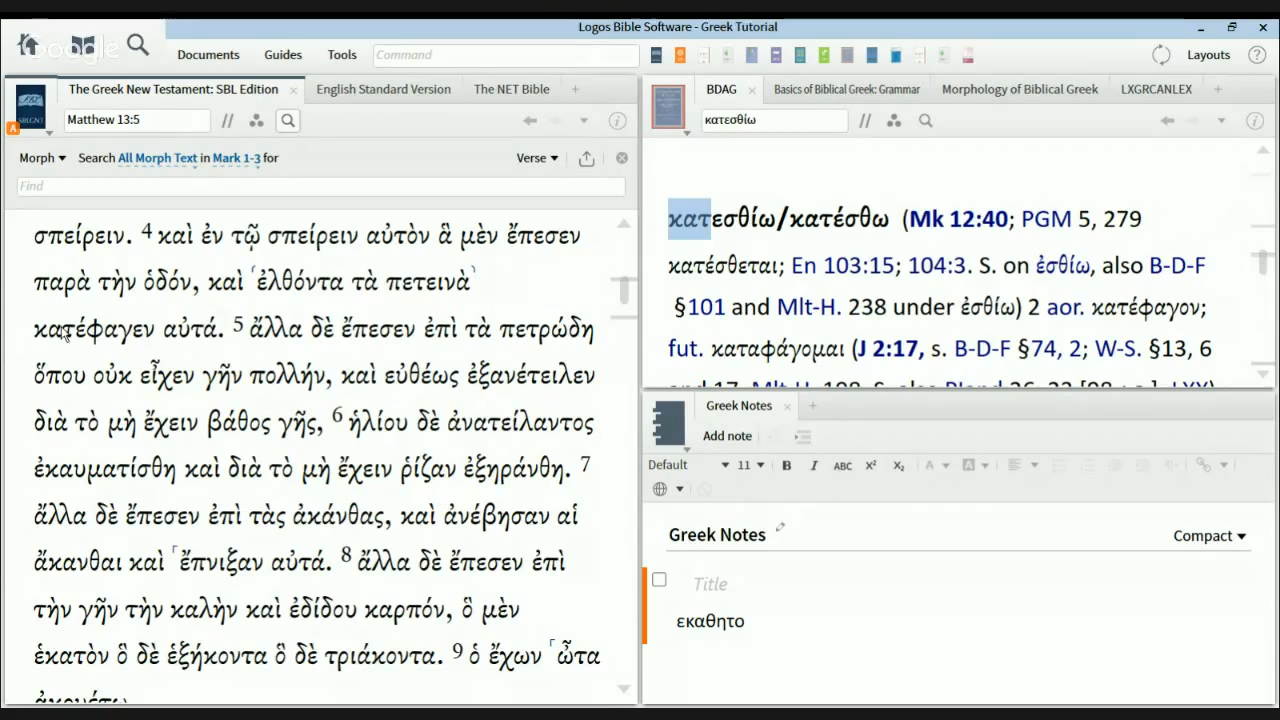 Logos Bible Software - Greek Tutorial
Google
Documents Guides Tools Command Layouts
The Greek New Testament: SBL Edition English Standard Version The NET Bible
SBLGNT
A
Matthew 13:5
Morph Search All Morph Text in Mark 1-3 for Verse
Find
σπείρειν. 4 καὶ ἐν τῷ σπείρειν αὐτὸν ἃ μὲν ἔπεσεν
παρὰ τὴν ὁδόν, καὶ ⸂ἐλθόντα τὰ πετεινὰ⸃
κατέφαγεν αὐτά. 5 ἄλλα δὲ ἔπεσεν ἐπὶ τὰ πετρώδη
ὅπου οὐκ εἶχεν γῆν πολλήν, καὶ εὐθέως ἐξανέτειλεν
διὰ τὸ μὴ ἔχειν βάθος γῆς, 6 ἡλίου δὲ ἀνατείλαντος
ἐκαυματίσθη καὶ διὰ τὸ μὴ ἔχειν ῥίζαν ἐξηράνθη. 7
ἄλλα δὲ ἔπεσεν ἐπὶ τὰς ἀκάνθας, καὶ ἀνέβησαν αἱ
ἄκανθαι καὶ ⸀ἔπνιξαν αὐτά. 8 ἄλλα δὲ ἔπεσεν ἐπὶ
τὴν γῆν τὴν καλὴν καὶ ἐδίδου καρπόν, ὃ μὲν
ἑκατὸν ὃ δὲ ἑξήκοντα ὃ δὲ τριάκοντα. 9 ὁ ἔχων ⸀ὦτα
BDAG Basics of Biblical Greek: Grammar Morphology of Biblical Greek LXGRCANLEX
κατεσθίω
κατεσθίω/κατέσθω (Mk 12:40; PGM 5, 279
κατέσθεται; En 103:15; 104:3. S. on ἐσθίω, also B-D-F
§101 and Mlt-H. 238 under ἐσθίω) 2 aor. κατέφαγον;
fut. καταφάγομαι (J 2:17, s. B-D-F §74, 2; W-S. §13, 6
Greek Notes
Add note
Default 11 B I ABC X² X₂ A A
Greek Notes Compact
Title
εκαθητο